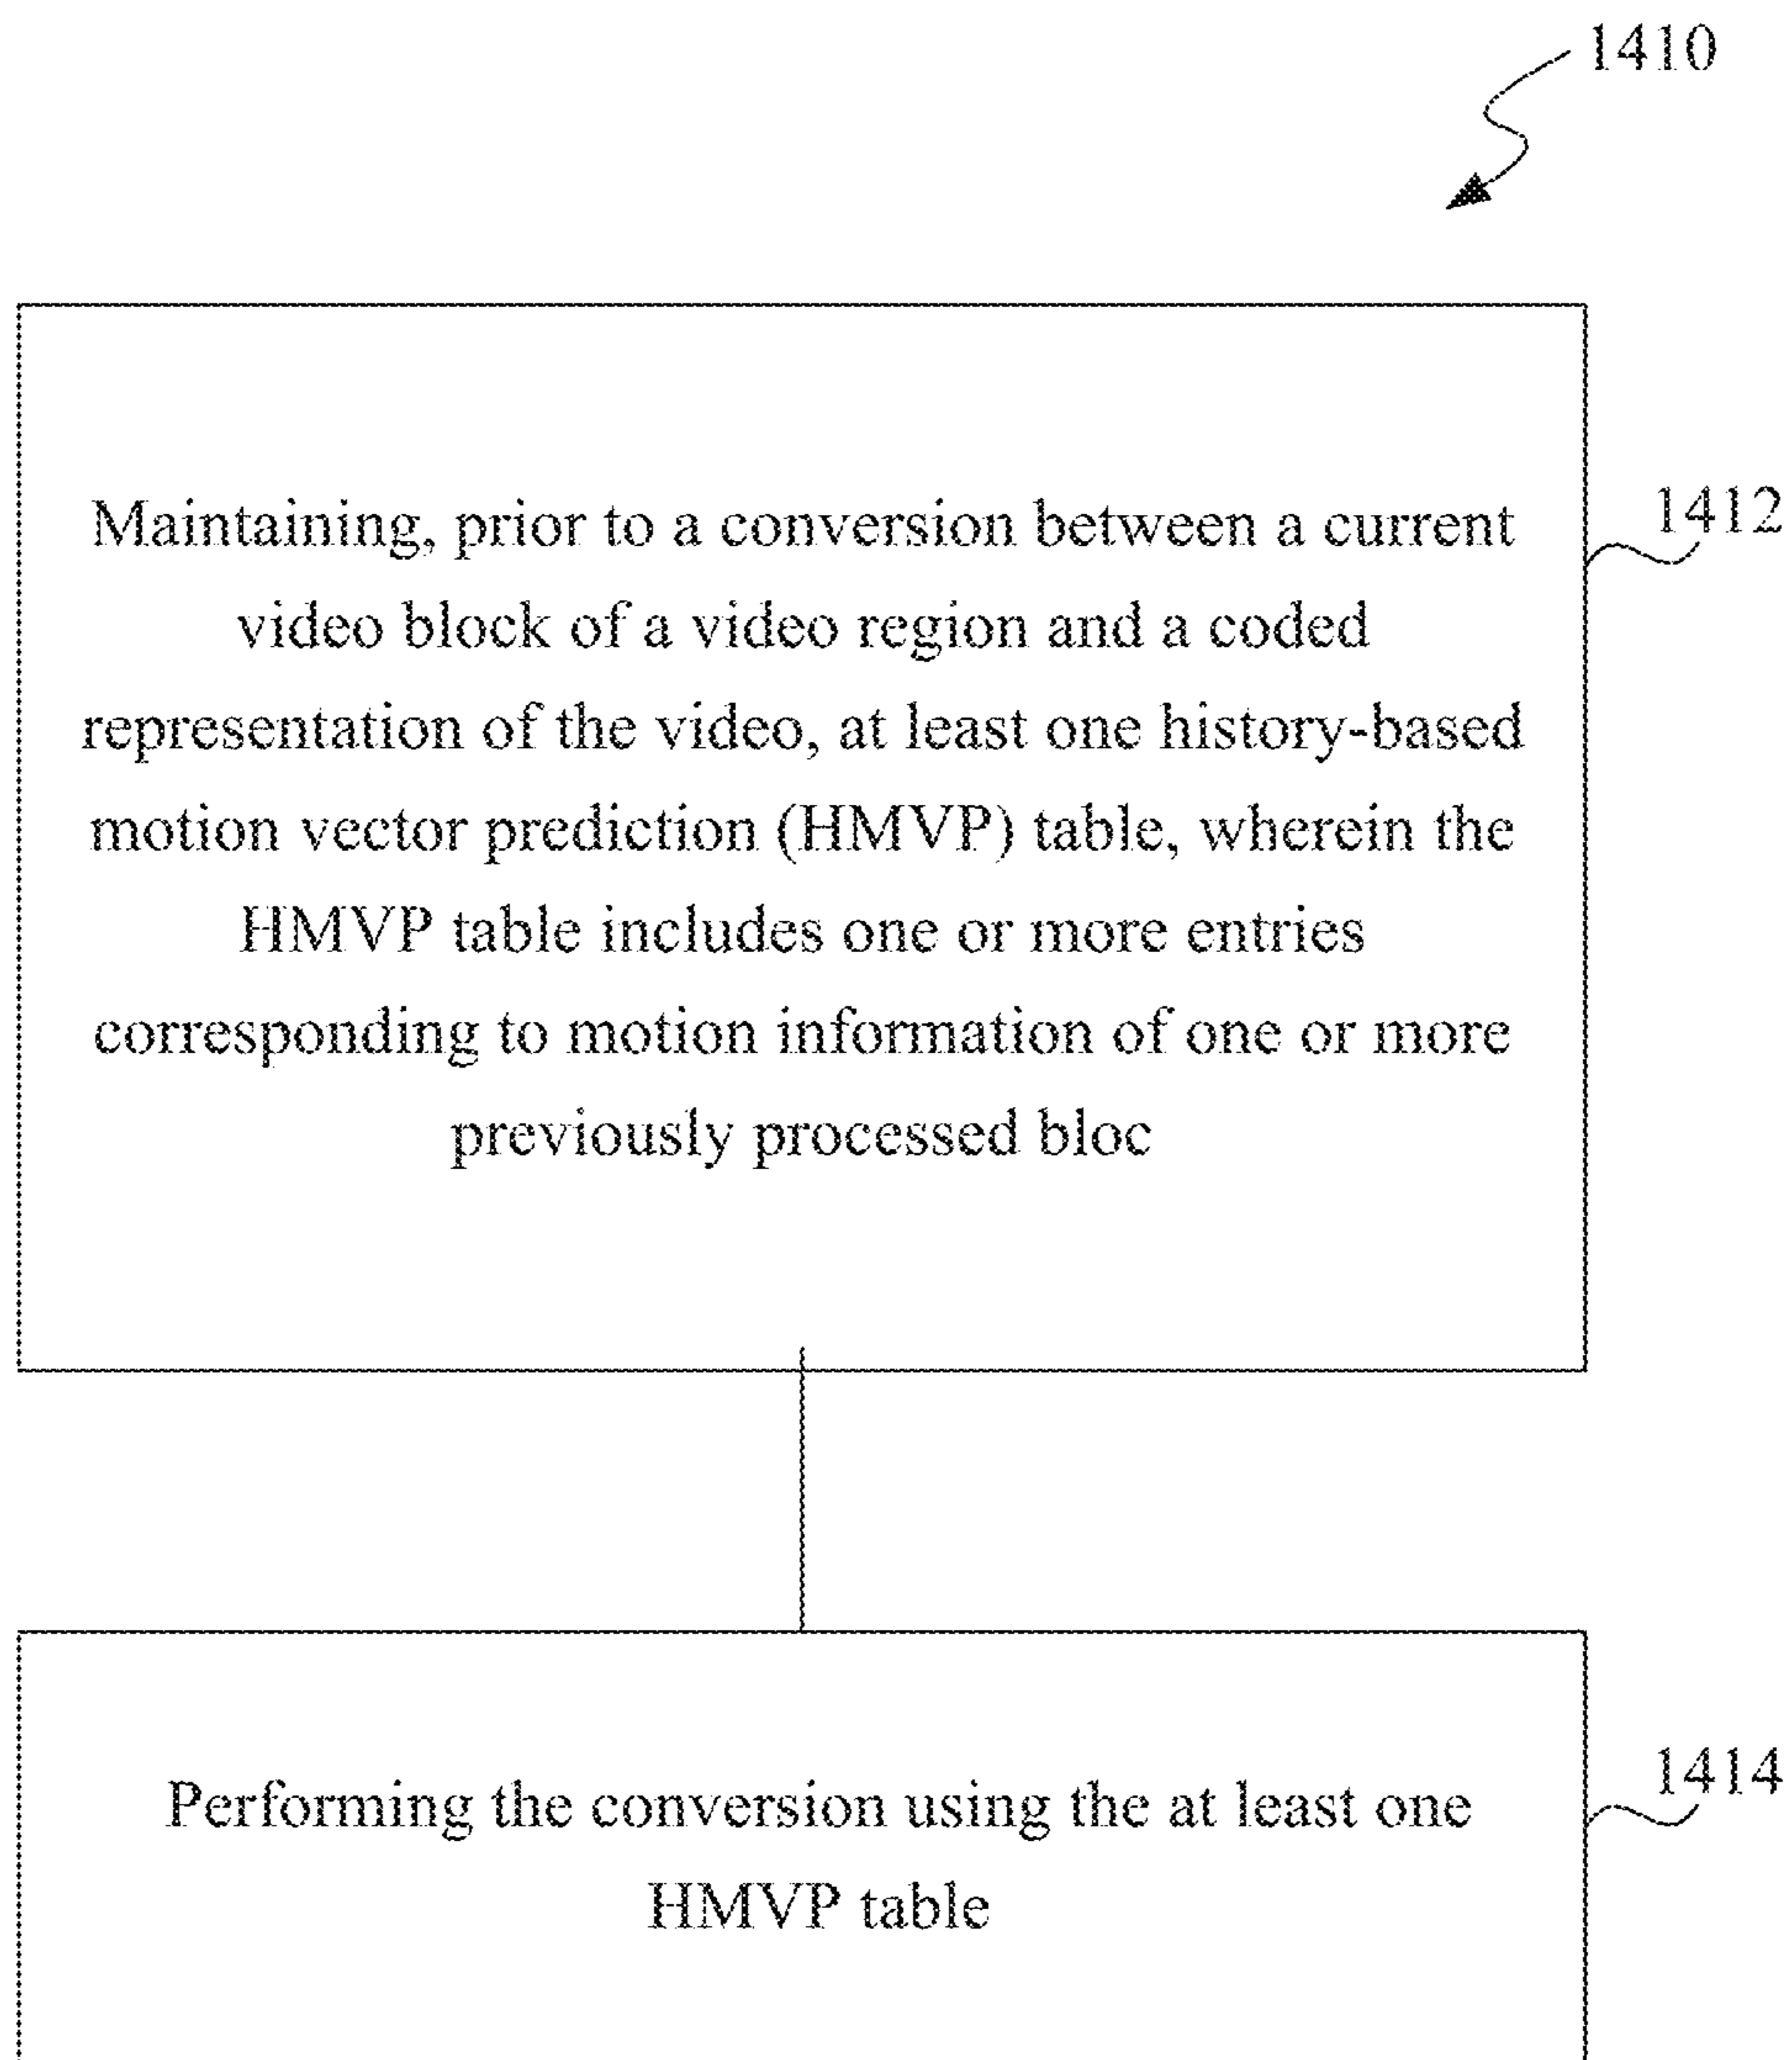 1410
Maintaining, prior to a conversion between a current
video block of a video region and a coded
representation of the video, at least one history-based
motion vector prediction (HMVP) table, wherein the
HMVP table includes one or more entries
corresponding to motion information of one or more
previously processed bloc
1412
Performing the conversion using the at least one
HMVP table
1414